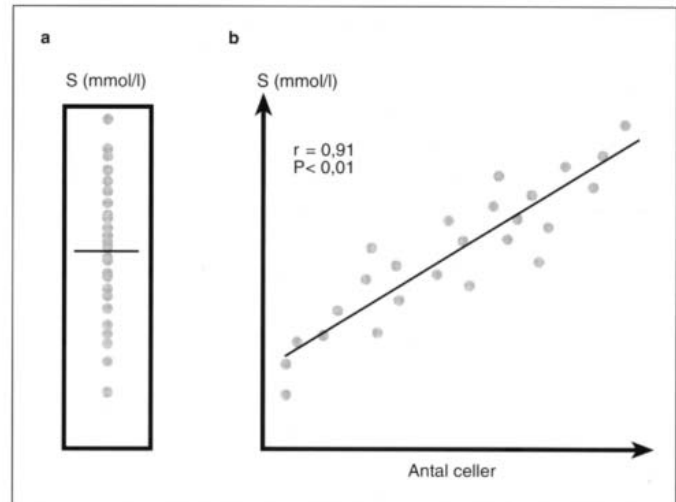 a
b
S (mmol/l)
S (mmol/l)
r = 0,91
P< 0,01
Antal celler